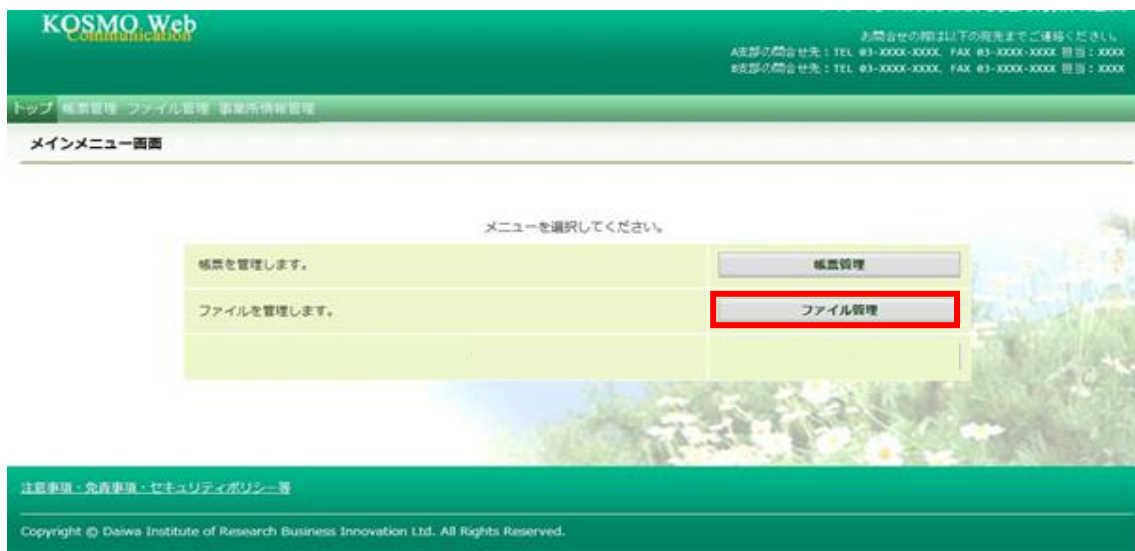 KOSMO Web
Communication
お問合せの際は以下の宛先までご連絡ください。
A支部の問合せ先：TEL 03-XXXX-XXXX, FAX 03-XXXX-XXXX 担当：XXXX
B支部の問合せ先：TEL 03-XXXX-XXXX, FAX 03-XXXX-XXXX 担当：XXXX
トップ 帳票管理 ファイル管理 事業所情報管理
メインメニュー画面
メニューを選択してください。
帳票を管理します。 帳票管理
ファイルを管理します。 ファイル管理
注意事項・免責事項・セキュリティポリシー等
Copyright © Daiwa Institute of Research Business Innovation Ltd. All Rights Reserved.